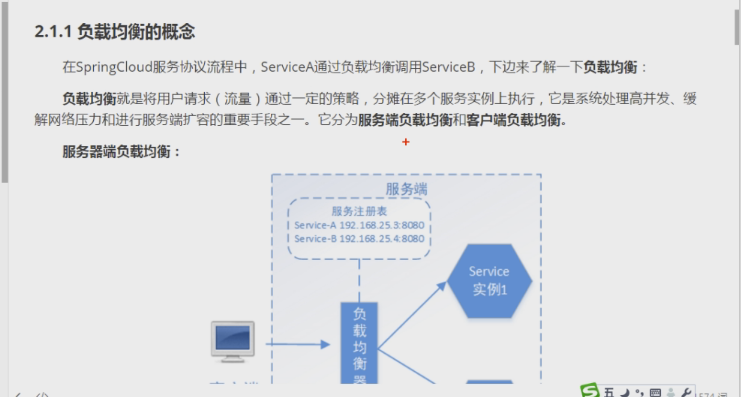 2.1.1 负载均衡的概念
在SpringCloud服务协议流程中，ServiceA通过负载均衡调用ServiceB，下边来了解一下负载均衡：
负载均衡就是将用户请求（流量）通过一定的策略，分摊在多个服务实例上执行，它是系统处理高并发、缓
解网络压力和进行服务端扩容的重要手段之一。它分为服务端负载均衡和客户端负载均衡。
服务器端负载均衡：
服务端
服务注册表
Service-A 192.168.25.3:8080
Service-B 192.168.25.4:8080
Service
实例1
负
载
均
衡
器
五